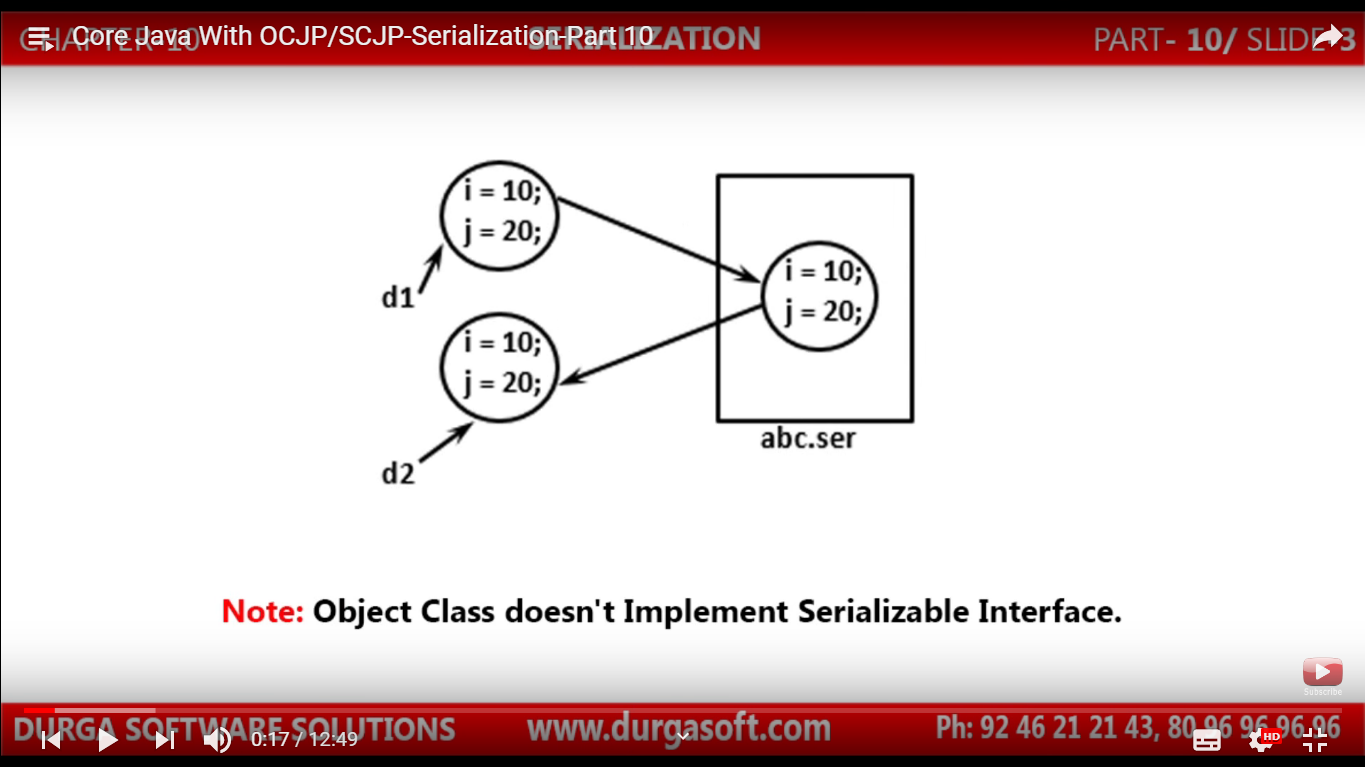 CHAPTER-10
Core Java With OCJP/SCJP-Serialization-Part 10
SERIALIZATION
PART- 10/ SLIDE- 3
i = 10;
j = 20;
d1
i = 10;
j = 20;
i = 10;
j = 20;
abc.ser
d2
Note: Object Class doesn't Implement Serializable Interface.
Subscribe
DURGA SOFTWARE SOLUTIONS
www.durgasoft.com
Ph: 92 46 21 21 43, 80 96 96 96 96
0:17 / 12:49
HD